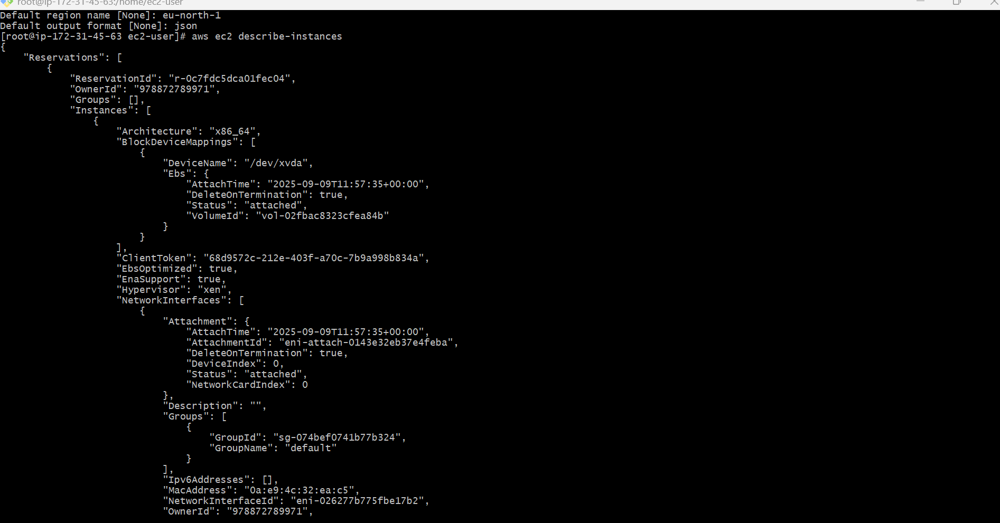 root@ip-172-31-45-63:/home/ec2-user
Default region name [None]: eu-north-1
Default output format [None]: json
[root@ip-172-31-45-63 ec2-user]# aws ec2 describe-instances
{
    "Reservations": [
        {
            "ReservationId": "r-0c7fdc5dca01fec04",
            "OwnerId": "978872789971",
            "Groups": [],
            "Instances": [
                {
                    "Architecture": "x86_64",
                    "BlockDeviceMappings": [
                        {
                            "DeviceName": "/dev/xvda",
                            "Ebs": {
                                "AttachTime": "2025-09-09T11:57:35+00:00",
                                "DeleteOnTermination": true,
                                "Status": "attached",
                                "VolumeId": "vol-02fbac8323cfea84b"
                            }
                        }
                    ],
                    "ClientToken": "68d9572c-212e-403f-a70c-7b9a998b834a",
                    "EbsOptimized": true,
                    "EnaSupport": true,
                    "Hypervisor": "xen",
                    "NetworkInterfaces": [
                        {
                            "Attachment": {
                                "AttachTime": "2025-09-09T11:57:35+00:00",
                                "AttachmentId": "eni-attach-0143e32eb37e4feba",
                                "DeleteOnTermination": true,
                                "DeviceIndex": 0,
                                "Status": "attached",
                                "NetworkCardIndex": 0
                            },
                            "Description": "",
                            "Groups": [
                                {
                                    "GroupId": "sg-074bef0741b77b324",
                                    "GroupName": "default"
                                }
                            ],
                            "Ipv6Addresses": [],
                            "MacAddress": "0a:e9:4c:32:ea:c5",
                            "NetworkInterfaceId": "eni-026277b775fbe17b2",
                            "OwnerId": "978872789971",